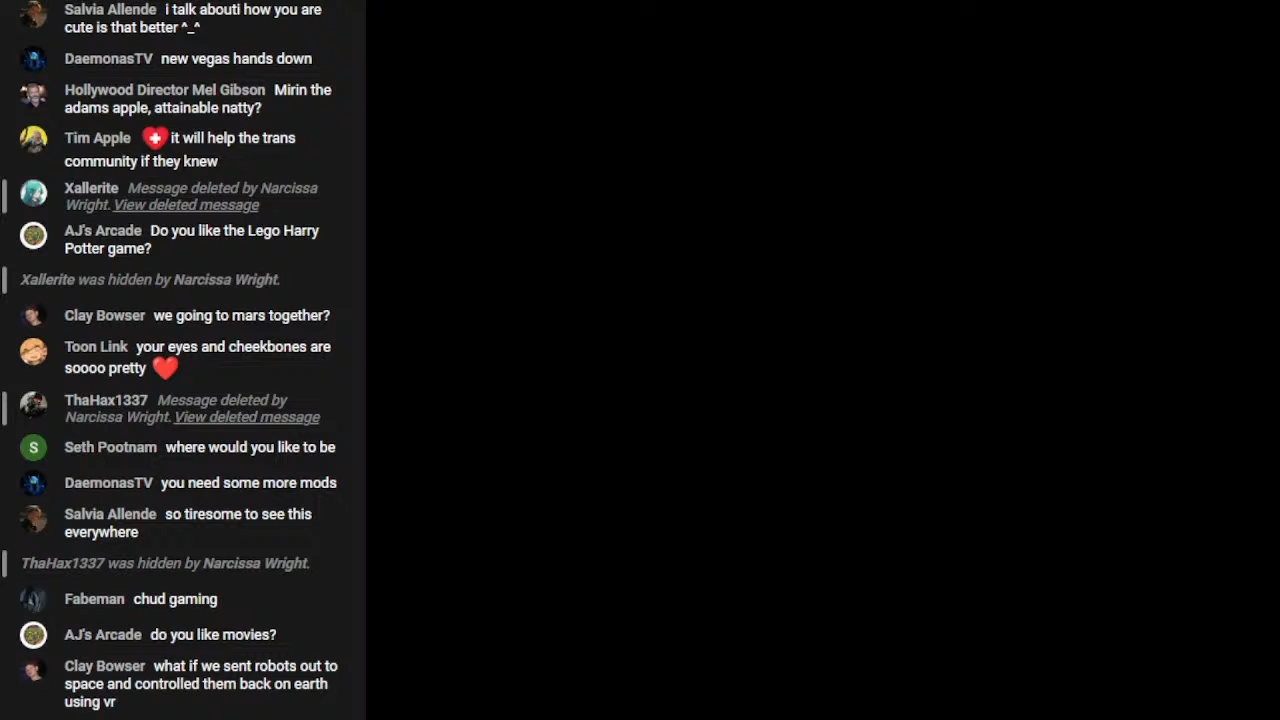 Salvia Allende i talk abouti how you are
cute is that better ^_^
DaemonasTV new vegas hands down
Hollywood Director Mel Gibson Mirin the
adams apple, attainable natty?
Tim Apple it will help the trans
community if they knew
Xallerite Message deleted by Narcissa
Wright. View deleted message
AJ's Arcade Do you like the Lego Harry
Potter game?
Xallerite was hidden by Narcissa Wright.
Clay Bowser we going to mars together?
Toon Link your eyes and cheekbones are
soooo pretty ❤️
ThaHax1337 Message deleted by
Narcissa Wright. View deleted message
S Seth Pootnam where would you like to be
DaemonasTV you need some more mods
Salvia Allende so tiresome to see this
everywhere
ThaHax1337 was hidden by Narcissa Wright.
Fabeman chud gaming
AJ's Arcade do you like movies?
Clay Bowser what if we sent robots out to
space and controlled them back on earth
using vr